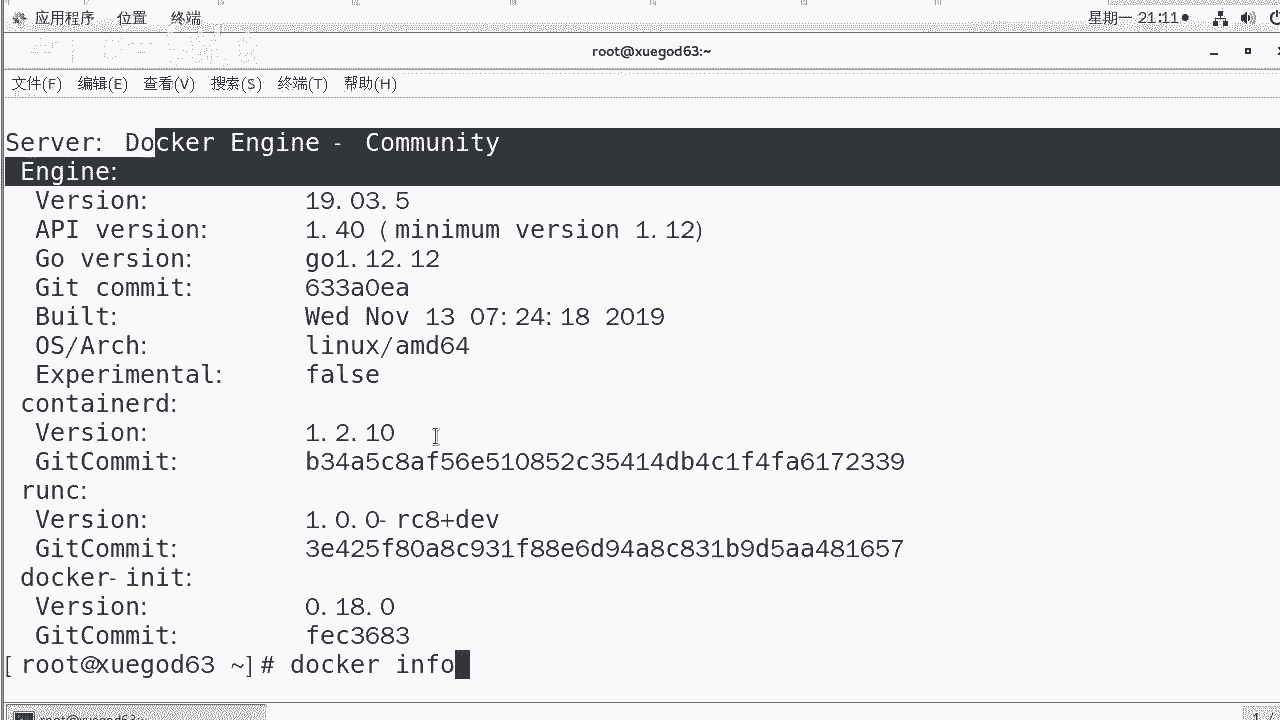 应用程序 位置 终端 星期一 21:11
root@xuegod63:~
文件(F) 编辑(E) 查看(V) 搜索(S) 终端(T) 帮助(H)
Server: Docker Engine - Community
Engine:
Version: 19.03.5
API version: 1.40 (minimum version 1.12)
Go version: go1.12.12
Git commit: 633a0ea
Built: Wed Nov 13 07:24:18 2019
OS/Arch: linux/amd64
Experimental: false
containerd:
Version: 1.2.10
GitCommit: b34a5c8af56e510852c35414db4c1f4fa6172339
runc:
Version: 1.0.0-rc8+dev
GitCommit: 3e425f80a8c931f88e6d94a8c831b9d5aa481657
docker-init:
Version: 0.18.0
GitCommit: fec3683
[root@xuegod63 ~]# docker info
root@xuegod63:~